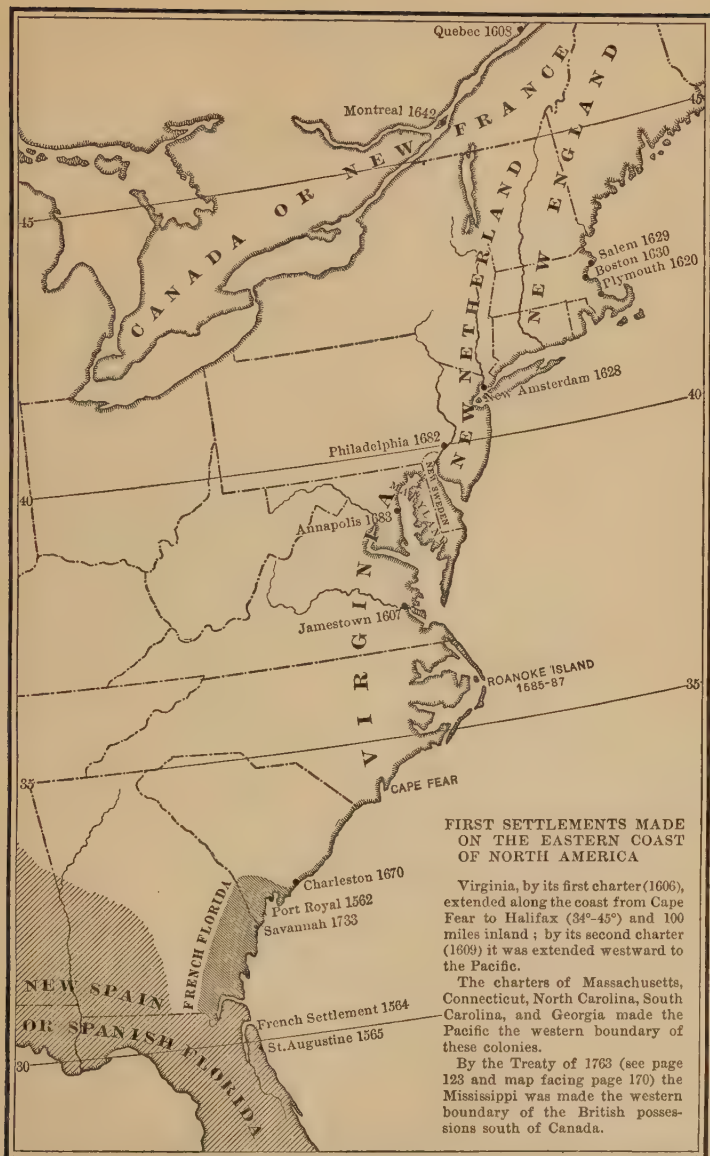 Quebec 1608
Montreal 1642
CANADA OR NEW FRANCE
NEW ENGLAND
NEW NETHERLAND
45
45
Salem 1629
Boston 1630
Plymouth 1620
New Amsterdam 1628
40
Philadelphia 1682
40
NEW SWEDEN
MARYLAND
Annapolis 1683
VIRGINIA
Jamestown 1607
ROANOKE ISLAND
1585-87
35
35
CAPE FEAR
Charleston 1670
Port Royal 1562
Savannah 1733
FRENCH FLORIDA
NEW SPAIN
OR SPANISH FLORIDA
French Settlement 1564
St. Augustine 1565
30
FIRST SETTLEMENTS MADE
ON THE EASTERN COAST
OF NORTH AMERICA
Virginia, by its first charter (1606),
extended along the coast from Cape
Fear to Halifax (34°-45°) and 100
miles inland; by its second charter
(1609) it was extended westward to
the Pacific.
The charters of Massachusetts,
Connecticut, North Carolina, South
Carolina, and Georgia made the
Pacific the western boundary of
these colonies.
By the Treaty of 1763 (see page
123 and map facing page 170) the
Mississippi was made the western
boundary of the British posses-
sions south of Canada.